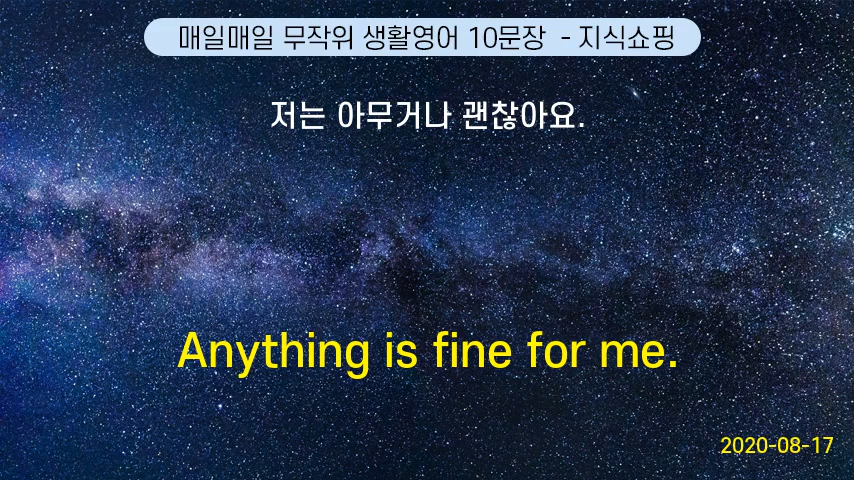 매일매일 무작위 생활영어 10문장 - 지식쇼핑
저는 아무거나 괜찮아요.
Anything is fine for me.
2020-08-17